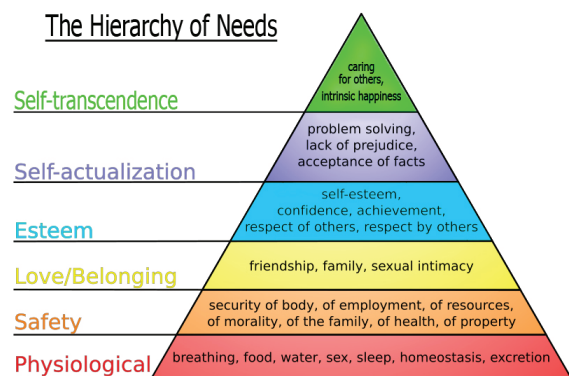 The Hierarchy of Needs
Self-transcendence
caring
for others,
intrinsic happiness
Self-actualization
problem solving,
lack of prejudice,
acceptance of facts
Esteem
self-esteem,
confidence, achievement,
respect of others, respect by others
Love/Belonging
friendship, family, sexual intimacy
Safety
security of body, of employment, of resources,
of morality, of the family, of health, of property
Physiological
breathing, food, water, sex, sleep, homeostasis, excretion